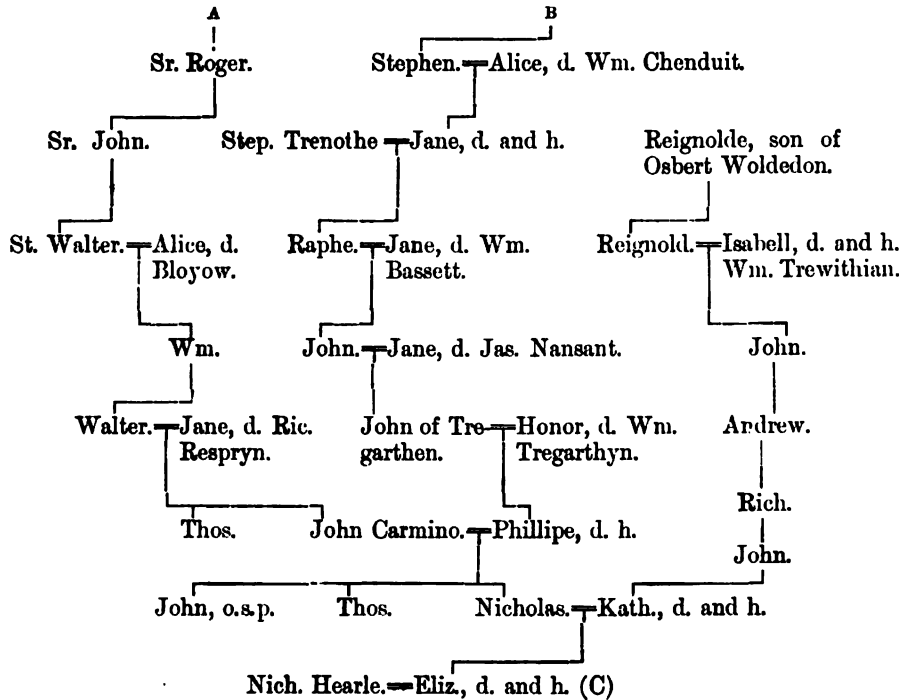 A B
Sr. Roger. Stephen. Alice, d. Wm. Chenduit.
Sr. John. Step. Trenothe Jane, d. and h. Reignolde, son of
Osbert Woldedon.
St. Walter. Alice, d. Raphe. Jane, d. Wm. Reignold. Isabell, d. and h.
Bloyow. Bassett. Wm. Trewithian.
Wm. John. Jane, d. Jas. Nansant. John.
Walter. Jane, d. Ric. John of Tre- Honor, d. Wm. Andrew.
Respryn. garthen. Tregarthyn.
Rich.
Thos. John Carmino. Phillipe, d. h.
John.
John, o.s.p. Thos. Nicholas. Kath., d. and h.
Nich. Hearle. Eliz., d. and h. (C)